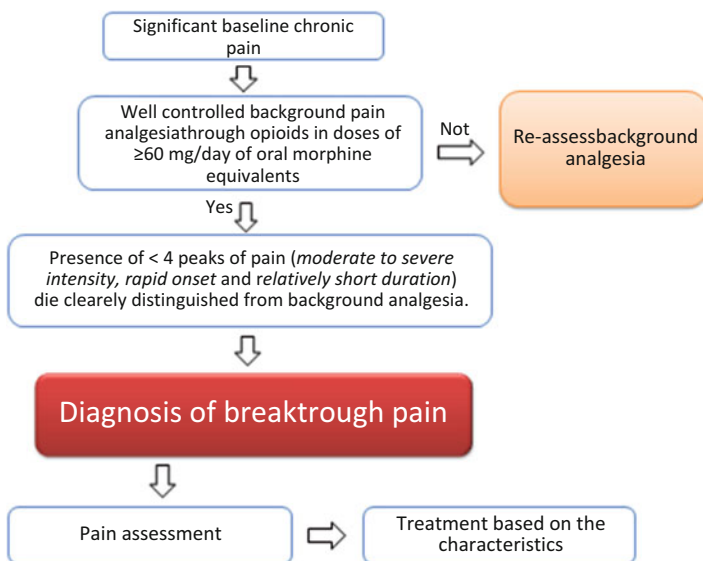 Significant baseline chronic
pain
Well controlled background pain
analgesiathrough opioids in doses of
≥60 mg/day of oral morphine
equivalents
Not
Re-assessbackground
analgesia
Yes
Presence of < 4 peaks of pain (moderate to severe
intensity, rapid onset and relatively short duration)
die clearely distinguished from background analgesia.
Diagnosis of breaktrough pain
Pain assessment
Treatment based on the
characteristics